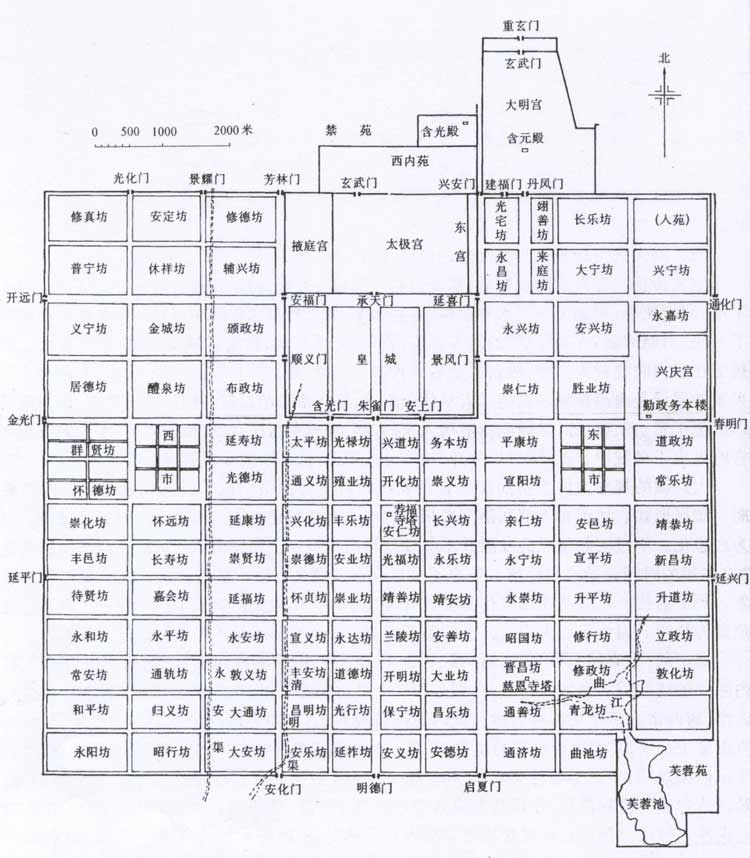 重玄门
玄武门
北
大明宫
0 500 1000 2000 米
禁苑
含光殿
含元殿
西内苑
光化门 景耀门 芳林门 玄武门 兴安门 建福门 丹凤门
修真坊 安定坊 修德坊 掖庭宫 太极宫 东宫 光宅坊 翊善坊 长乐坊 (入苑)
普宁坊 休祥坊 辅兴坊 永昌坊 来庭坊 大宁坊 兴宁坊
开远门 安福门 承天门 延喜门 通化门
义宁坊 金城坊 颁政坊 顺义门 皇城 景凤门 永兴坊 安兴坊 永嘉坊
居德坊 醴泉坊 布政坊 崇仁坊 胜业坊 兴庆宫
勤政务本楼
含光门 朱雀门 安上门
金光门 春明门
群贤坊 西市 延寿坊 太平坊 光禄坊 兴道坊 务本坊 平康坊 东市 道政坊
怀德坊 光德坊 通义坊 殖业坊 开化坊 崇义坊 宣阳坊 常乐坊
崇化坊 怀远坊 延康坊 兴化坊 丰乐坊 荐福寺塔 安仁坊 长兴坊 亲仁坊 安邑坊 靖恭坊
丰邑坊 长寿坊 崇贤坊 崇德坊 安业坊 光福坊 永乐坊 永宁坊 宣平坊 新昌坊
延平门 延兴门
待贤坊 嘉会坊 延福坊 怀贞坊 崇业坊 靖善坊 靖安坊 永崇坊 升平坊 升道坊
永和坊 永平坊 永安坊 宣义坊 永达坊 兰陵坊 安善坊 昭国坊 修行坊 立政坊
常安坊 通轨坊 敦义坊 丰安坊 道德坊 开明坊 大业坊 晋昌坊 慈恩寺塔 修政坊 敦化坊
和平坊 归义坊 大通坊 昌明坊 光行坊 保宁坊 昌乐坊 通善坊 青龙坊
永阳坊 昭行坊 大安坊 安乐坊 延祚坊 安义坊 安德坊 通济坊 曲池坊
永安渠
清明渠
曲江
安化门 明德门 启夏门
芙蓉苑
芙蓉池